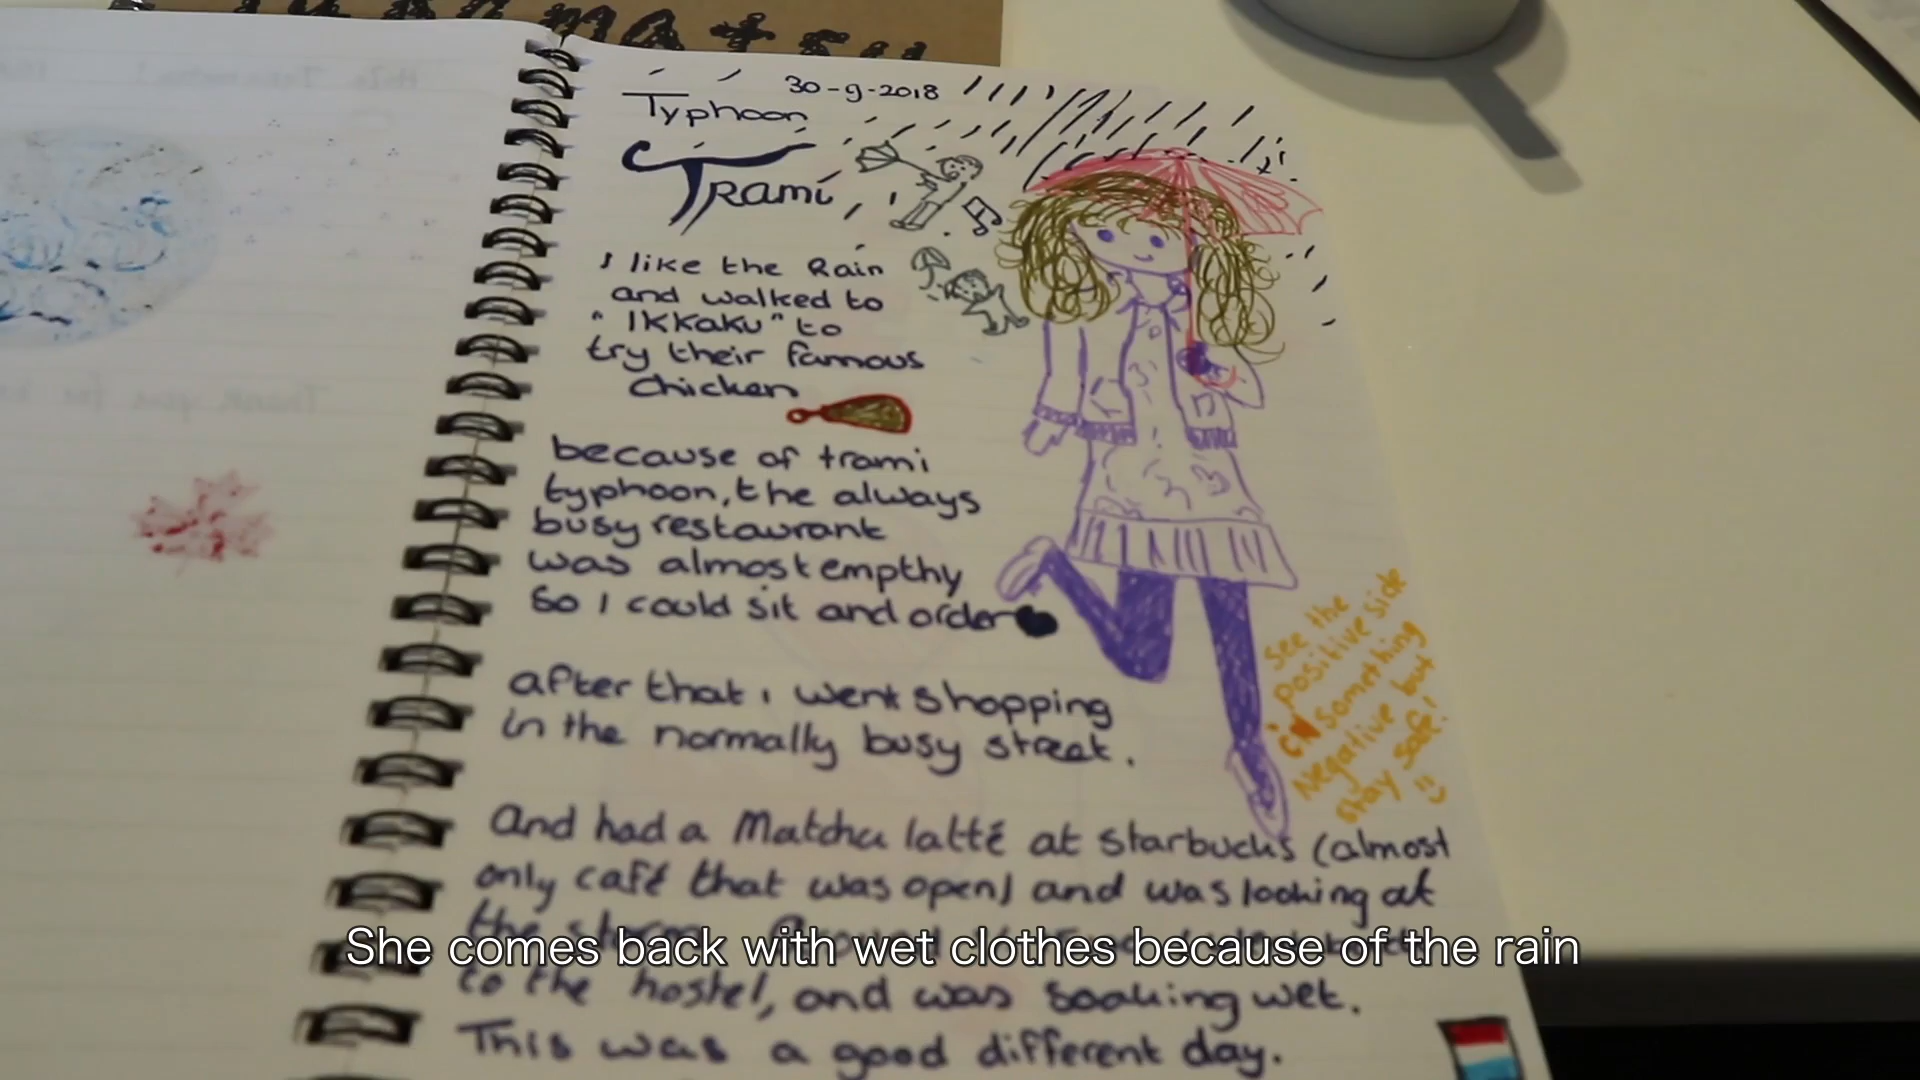 30-9-2018
Typhoon
Trami
I like the Rain
and walked to
"IKKaku" to
try their famous
chicken
because of trami
typhoon, the always
busy restaurant
was almost empthy
so I could sit and order
after that i went shopping
in the normally busy street.
And had a Matcha latté at starbucks (almost
only café that was open) and was looking at
the
to the hostel, and was soaking wet.
This was a good different day.
See the
positive side
in something
Negative but
stay safe!
She comes back with wet clothes because of the rain